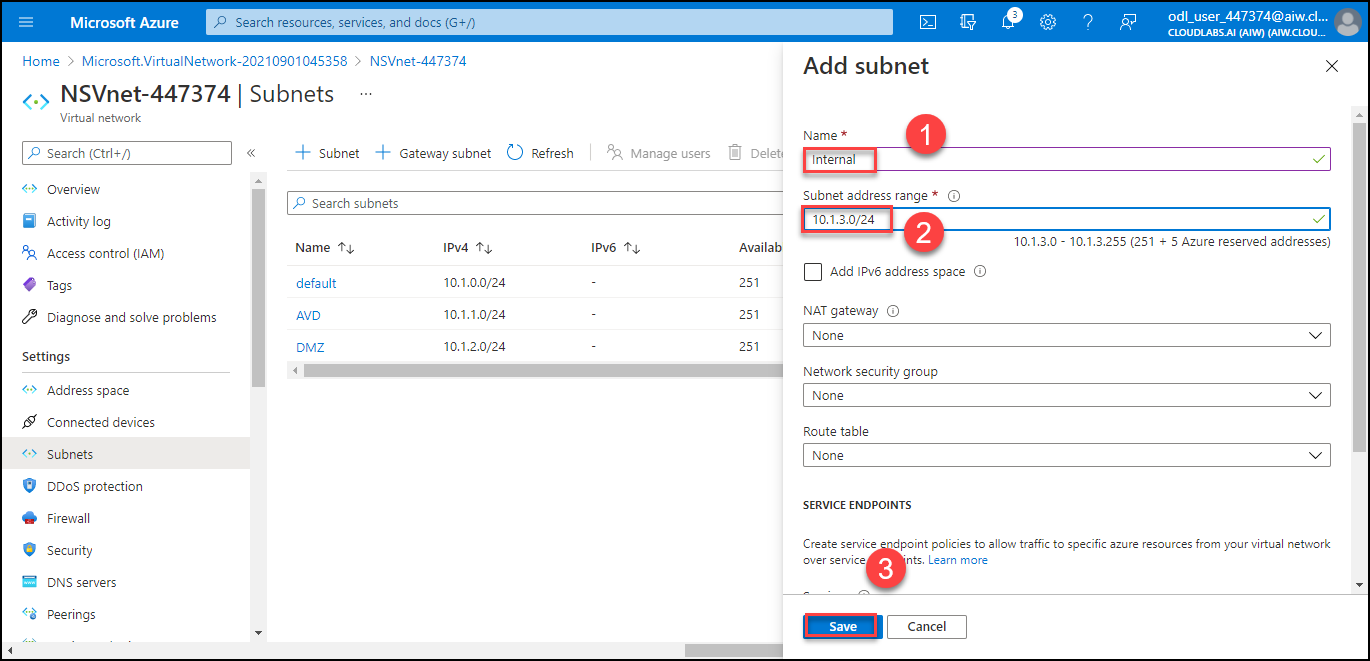 Microsoft Azure
Search resources, services, and docs (G+/)
3
odl_user_447374@aiw.cl...
CLOUDLABS.AI (AIW) (AIW.CLOU...
Home > Microsoft.VirtualNetwork-20210901045358 > NSVnet-447374
NSVnet-447374 | Subnets ...
Virtual network
Search (Ctrl+/)
«
Overview
Activity log
Access control (IAM)
Tags
Diagnose and solve problems
Settings
Address space
Connected devices
Subnets
DDoS protection
Firewall
Security
DNS servers
Peerings
+ Subnet + Gateway subnet Refresh Manage users Delete
Search subnets
Name ↑↓ IPv4 ↑↓ IPv6 ↑↓ Availab
default 10.1.0.0/24 - 251
AVD 10.1.1.0/24 - 251
DMZ 10.1.2.0/24 - 251
Add subnet
Name *
1
Internal
Subnet address range *
10.1.3.0/24
2
10.1.3.0 - 10.1.3.255 (251 + 5 Azure reserved addresses)
Add IPv6 address space
NAT gateway
None
Network security group
None
Route table
None
SERVICE ENDPOINTS
Create service endpoint policies to allow traffic to specific azure resources from your virtual network
over service nts. Learn more
3
Save Cancel